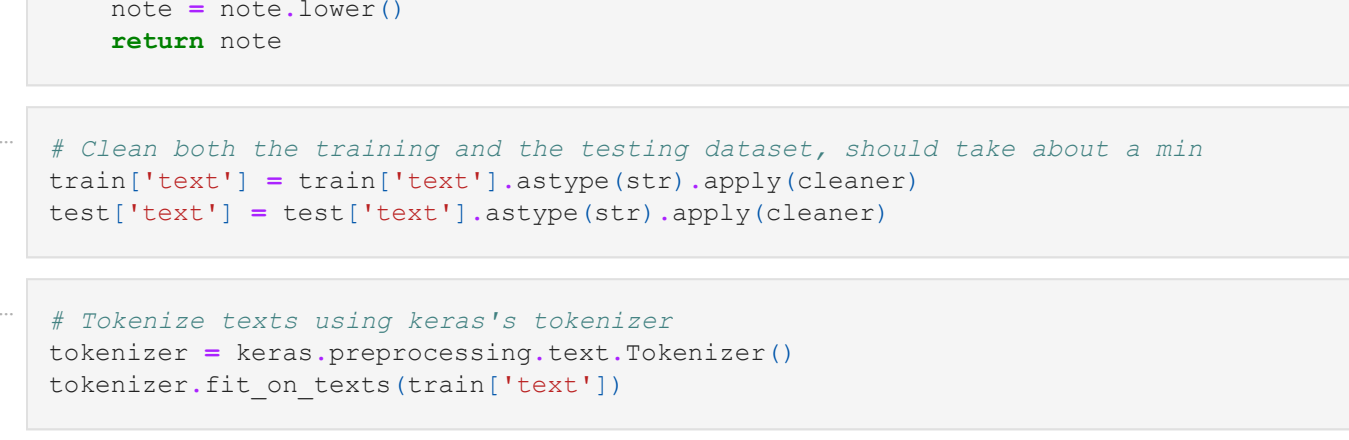 note = note.lower()
    return note
...
# Clean both the training and the testing dataset, should take about a min
train['text'] = train['text'].astype(str).apply(cleaner)
test['text'] = test['text'].astype(str).apply(cleaner)
...
# Tokenize texts using keras's tokenizer
tokenizer = keras.preprocessing.text.Tokenizer()
tokenizer.fit_on_texts(train['text'])